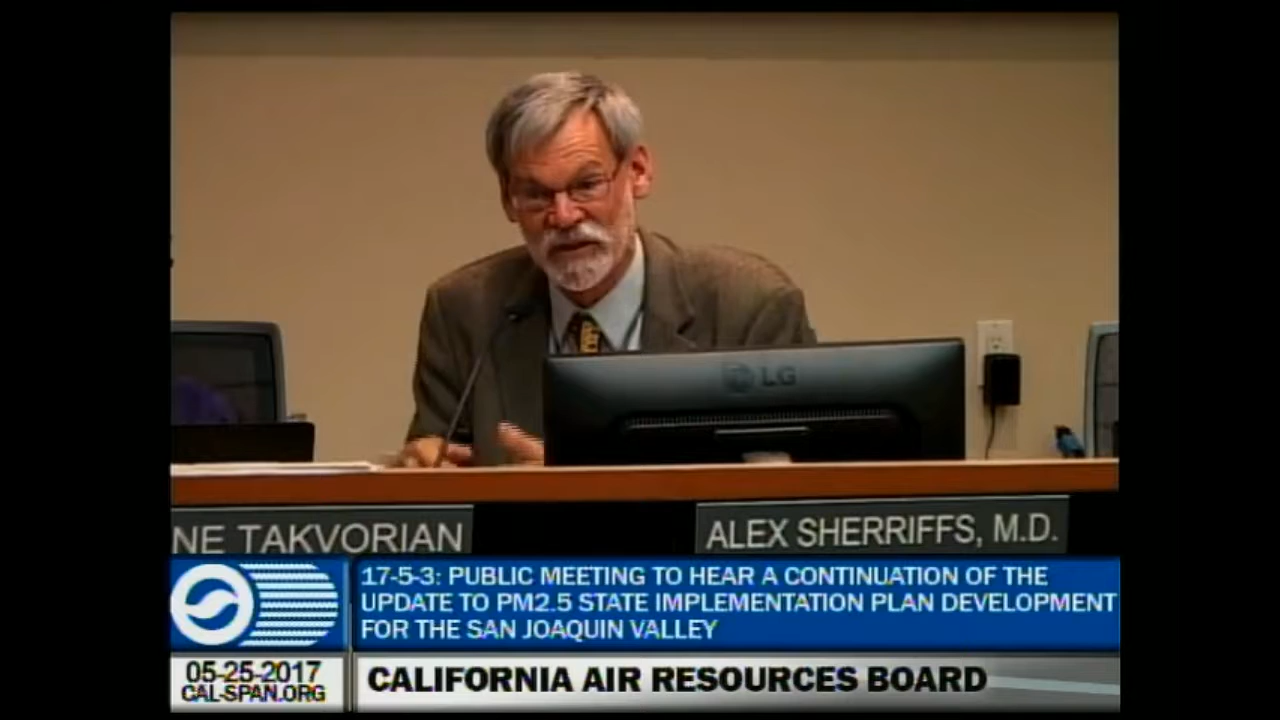 LG
NE TAKVORIAN
ALEX SHERRIFFS, M.D.
17-5-3: PUBLIC MEETING TO HEAR A CONTINUATION OF THE
UPDATE TO PM2.5 STATE IMPLEMENTATION PLAN DEVELOPMENT
FOR THE SAN JOAQUIN VALLEY
05-25-2017
CAL-SPAN.ORG
CALIFORNIA AIR RESOURCES BOARD